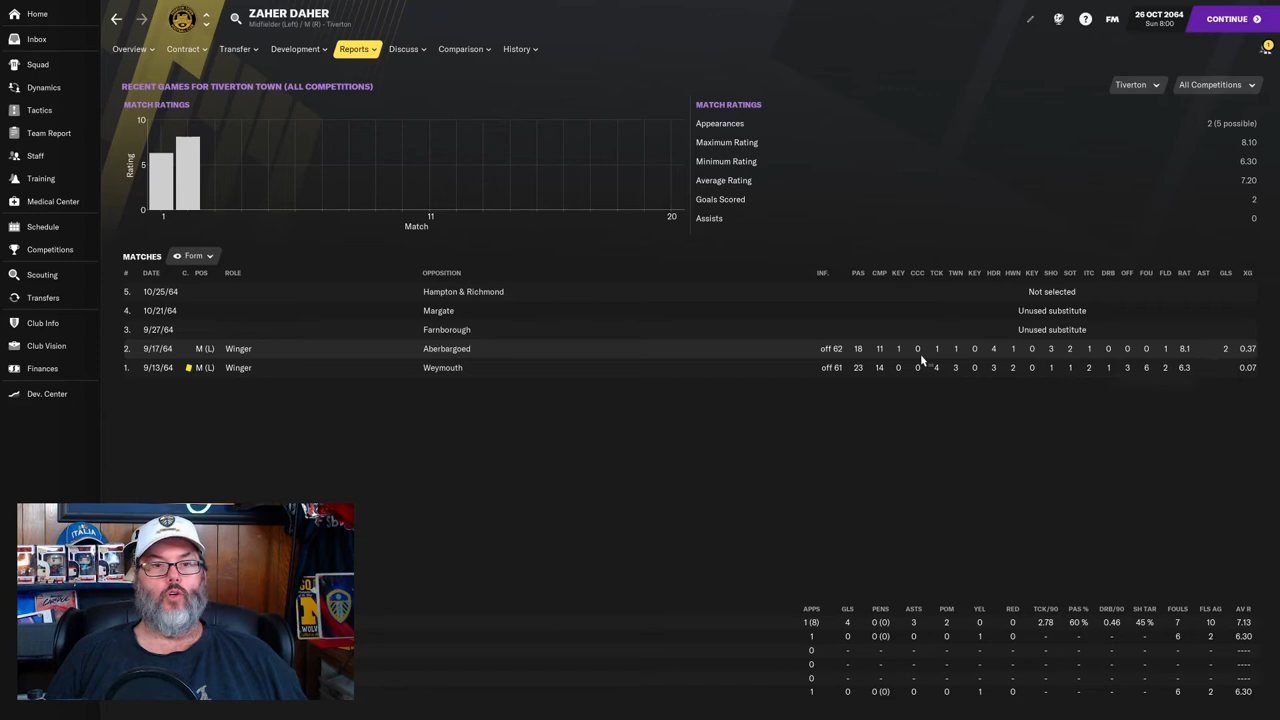 Home
Inbox
Squad
Dynamics
Tactics
Team Report
Staff
Training
Medical Center
Schedule
Competitions
Scouting
Transfers
Club Info
Club Vision
Finances
Dev. Center
ZAHER DAHER
Midfielder (Left) / M (R) - Tiverton
FM
26 OCT 2064
Sun 8:00
CONTINUE
1
Overview
Contract
Transfer
Development
Reports
Discuss
Comparison
History
RECENT GAMES FOR TIVERTON TOWN (ALL COMPETITIONS)
Tiverton
All Competitions
MATCH RATINGS
10
5
0
Rating
1 11 20
Match
MATCH RATINGS
Appearances 2 (5 possible)
Maximum Rating 8.10
Minimum Rating 6.30
Average Rating 7.20
Goals Scored 2
Assists 0
MATCHES Form
# DATE C. POS ROLE OPPOSITION INF. PAS CMP KEY CCC TCK TWN KEY HDR HWN KEY SHO SOT ITC DRB OFF FOU FLD RAT AST GLS XG
5. 10/25/64 Hampton & Richmond Not selected
4. 10/21/64 Margate Unused substitute
3. 9/27/64 Farnborough Unused substitute
2. 9/17/64 M (L) Winger Aberbargoed off 62 18 11 1 0 1 1 0 4 1 0 3 2 1 0 0 0 1 8.1 2 0.37
1. 9/13/64 M (L) Winger Weymouth off 61 23 14 0 0 4 3 0 3 2 0 1 1 2 1 3 6 2 6.3 0.07
APPS GLS PENS ASTS POM YEL RED TCK/90 PAS % DRB/90 SH TAR FOULS FLS AG AV R
1 (8) 4 0 (0) 3 2 0 0 2.78 60 % 0.46 45 % 7 10 7.13
1 0 0 (0) 0 0 1 0 - - - - 6 2 6.30
0 - - - - - - - - - - - - ----
0 - - - - - - - - - - - - ----
0 - - - - - - - - - - - - ----
1 0 0 (0) 0 0 1 0 - - - - 6 2 6.30
ITALIA